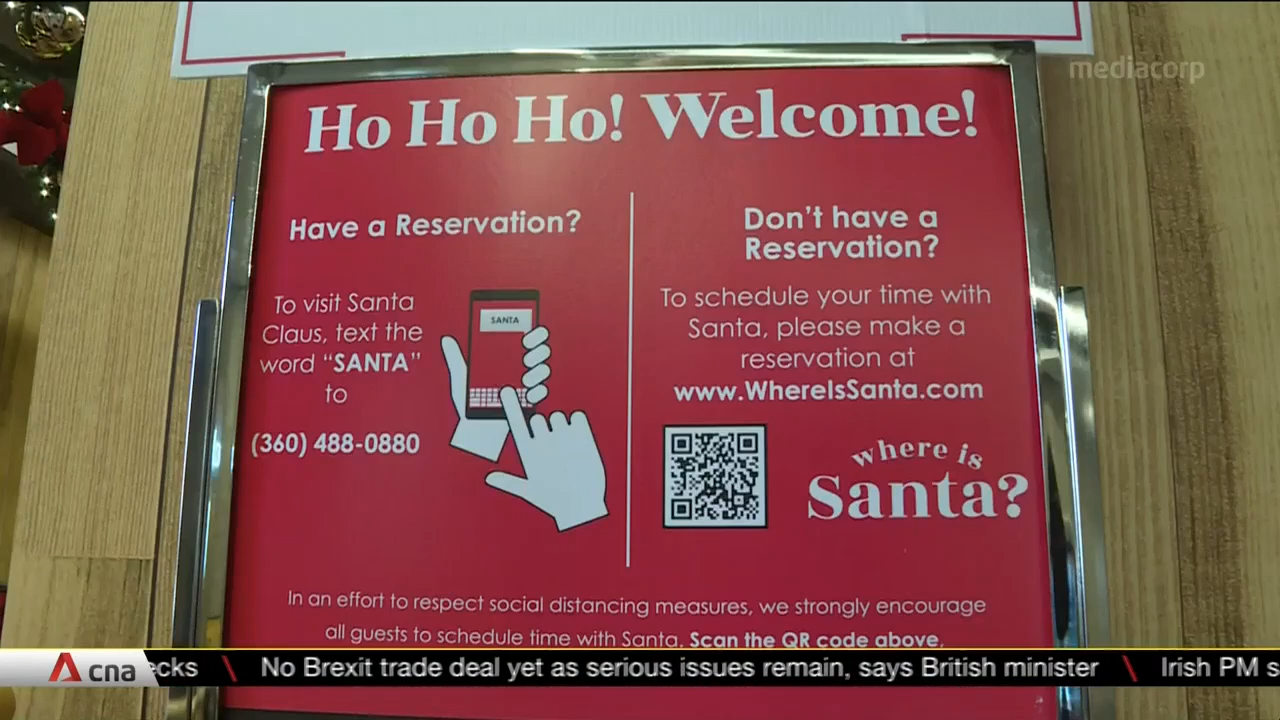 mediacorp
Ho Ho Ho! Welcome!
Have a Reservation?
To visit Santa
Claus, text the
word “SANTA”
to
(360) 488-0880
SANTA
Don't have a
Reservation?
To schedule your time with
Santa, please make a
reservation at
www.WhereIsSanta.com
where is
Santa?
In an effort to respect social distancing measures, we strongly encourage
all guests to schedule time with Santa. Scan the QR code above,
cna
ecks \ No Brexit trade deal yet as serious issues remain, says British minister \ Irish PM s